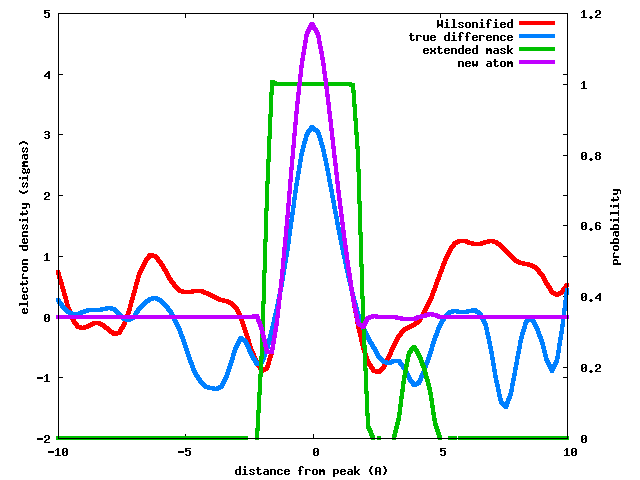 5
4
3
2
1
0
-1
-2
1.2
1
0.8
0.6
0.4
0.2
0
-10
-5
0
5
10
electron density (sigmas)
probability
distance from peak (A)
Wilsonified
true difference
extended mask
new atom